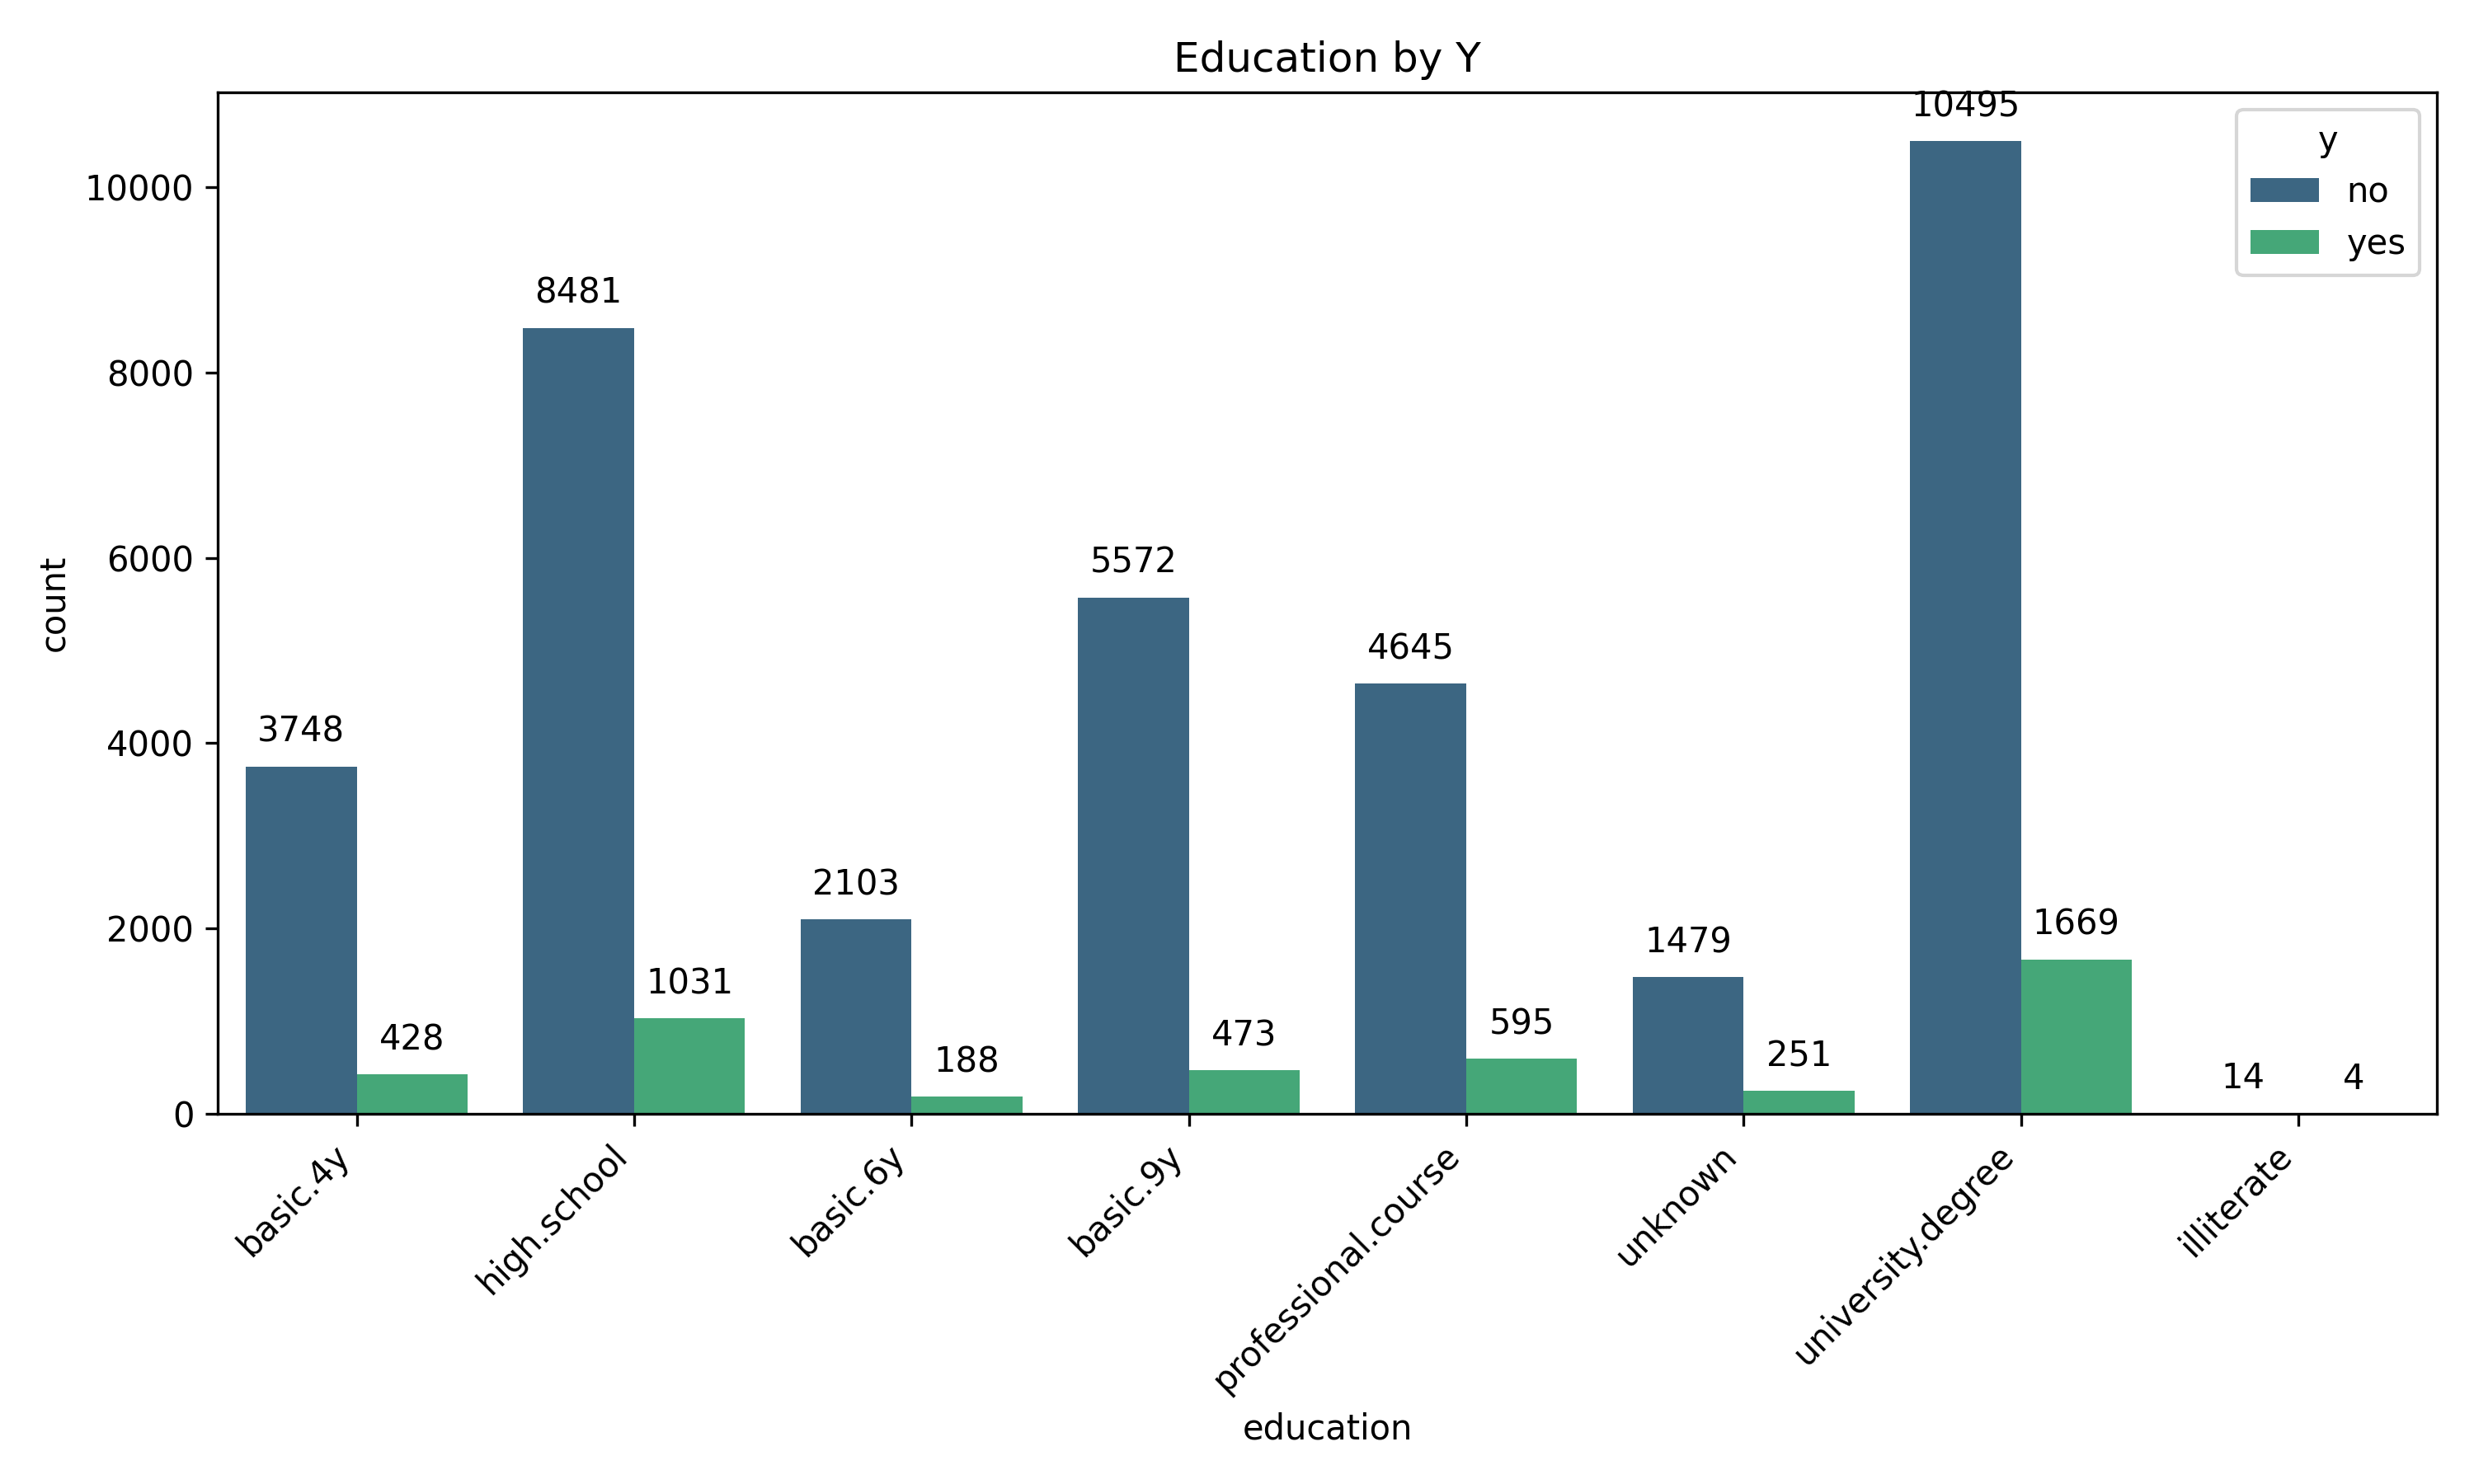 Education by Y
10495
y
no
yes
10000
8000
6000
4000
2000
0
count
3748
428
8481
1031
2103
188
5572
473
4645
595
1479
251
1669
14
4
basic.4y
high.school
basic.6y
basic.9y
professional.course
unknown
university.degree
illiterate
education